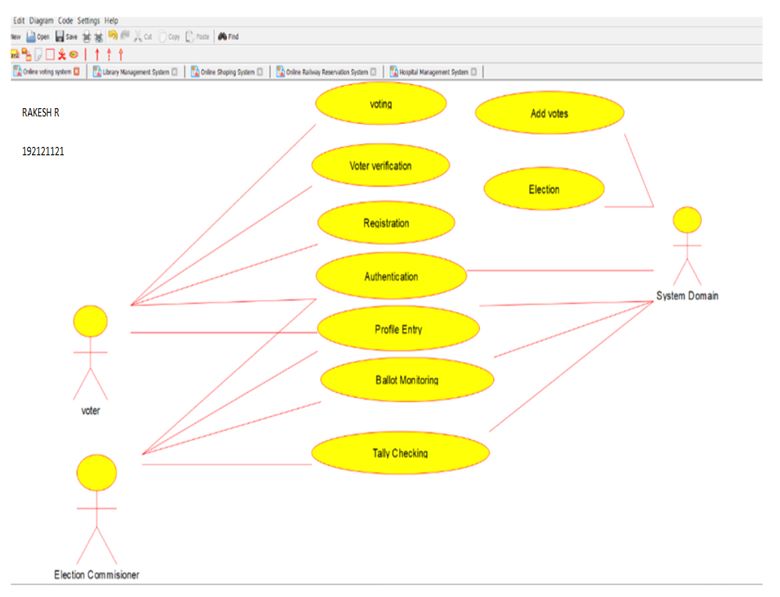 Edit Diagram Code Settings Help
New Open Save Cut Copy Paste Find
Online voting system Library Management System Online Shoping System Online Railway Reservation System Hospital Management System
RAKESH R
192121121
voting
Add votes
Voter verification
Election
Registration
Authentication
System Domain
Profile Entry
Ballot Monitoring
voter
Tally Checking
Election Commisioner